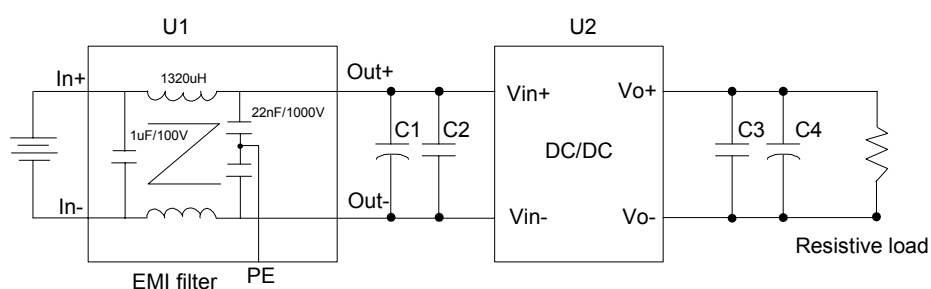 U1
U2
In+
1320uH
Out+
22nF/1000V
1uF/100V
C1
C2
Vin+
Vo+
DC/DC
C3
C4
In-
Out-
Vin-
Vo-
Resistive load
EMI filter
PE